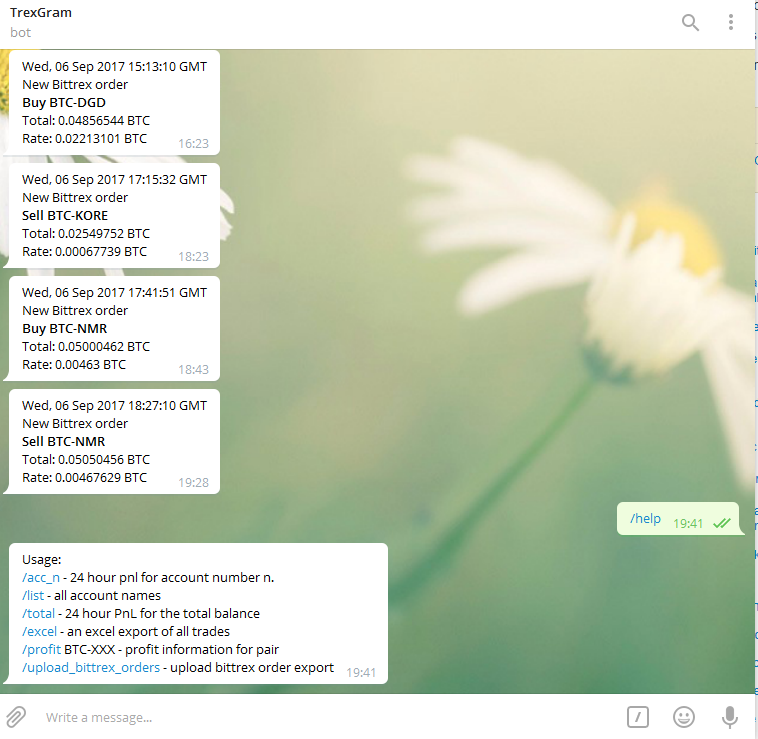 TrexGram
bot
Wed, 06 Sep 2017 15:13:10 GMT
New Bittrex order
Buy BTC-DGD
Total: 0.04856544 BTC
Rate: 0.02213101 BTC
16:23
Wed, 06 Sep 2017 17:15:32 GMT
New Bittrex order
Sell BTC-KORE
Total: 0.02549752 BTC
Rate: 0.00067739 BTC
18:23
Wed, 06 Sep 2017 17:41:51 GMT
New Bittrex order
Buy BTC-NMR
Total: 0.05000462 BTC
Rate: 0.00463 BTC
18:43
Wed, 06 Sep 2017 18:27:10 GMT
New Bittrex order
Sell BTC-NMR
Total: 0.05050456 BTC
Rate: 0.00467629 BTC
19:28
/help 19:41
Usage:
/acc_n - 24 hour pnl for account number n.
/list - all account names
/total - 24 hour PnL for the total balance
/excel - an excel export of all trades
/profit BTC-XXX - profit information for pair
/upload_bittrex_orders - upload bittrex order export
19:41
Write a message...